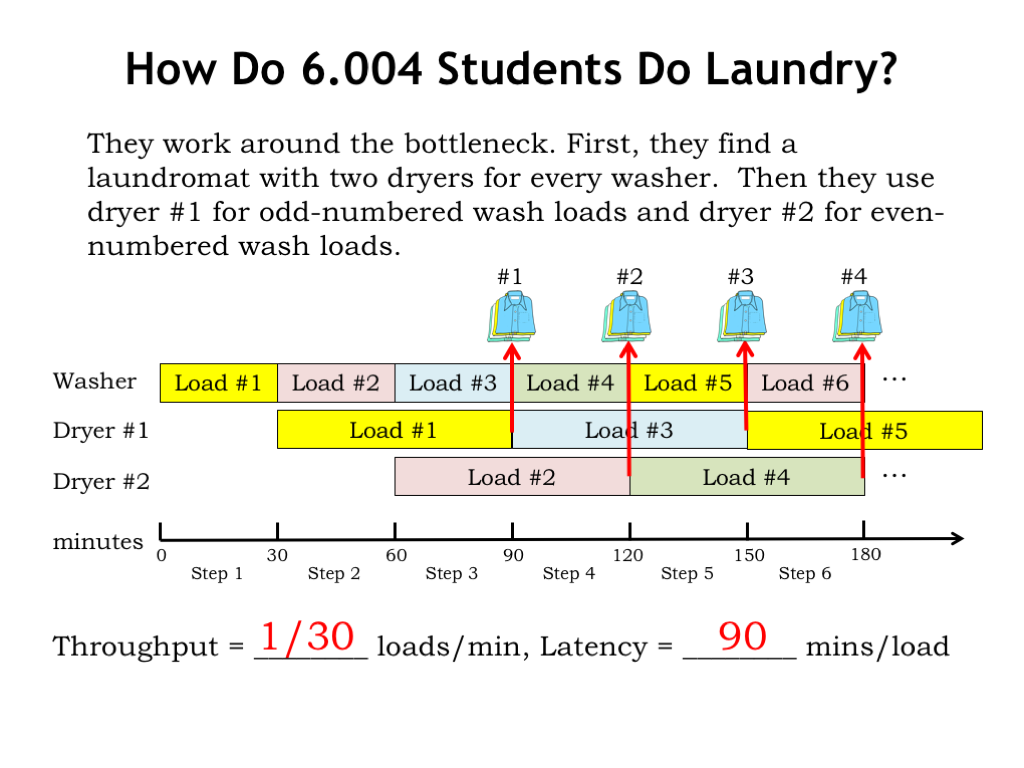 How Do 6.004 Students Do Laundry?
They work around the bottleneck. First, they find a
laundromat with two dryers for every washer. Then they use
dryer #1 for odd-numbered wash loads and dryer #2 for even-
numbered wash loads.
#1 #2 #3 #4
Washer Load #1 Load #2 Load #3 Load #4 Load #5 Load #6 ...
Dryer #1 Load #1 Load #3 Load #5
Dryer #2 Load #2 Load #4 ...
minutes
0 30 60 90 120 150 180
Step 1 Step 2 Step 3 Step 4 Step 5 Step 6
Throughput = 1/30 loads/min, Latency = 90 mins/load